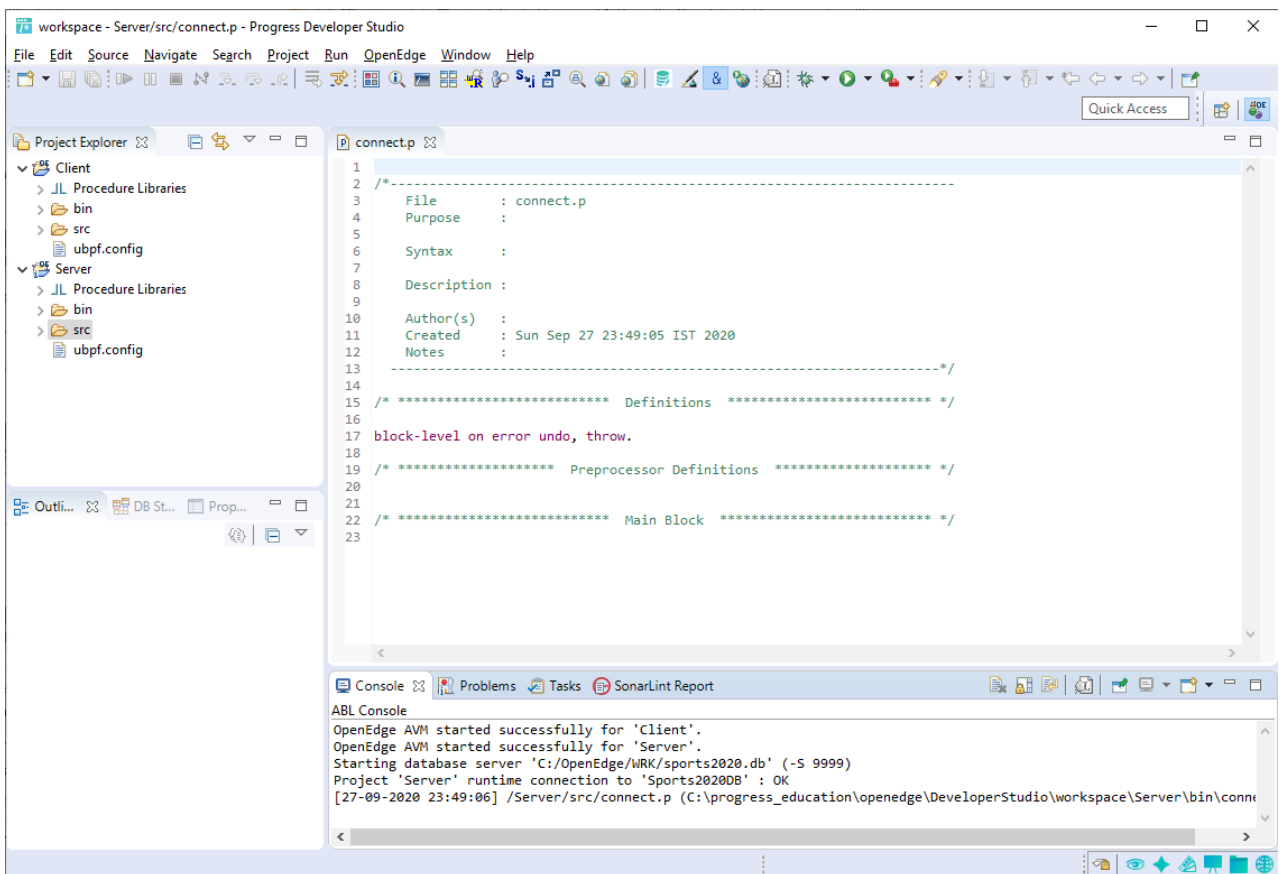 workspace - Server/src/connect.p - Progress Developer Studio
File Edit Source Navigate Search Project Run OpenEdge Window Help
Quick Access
Project Explorer
Client
Procedure Libraries
bin
src
ubpf.config
Server
Procedure Libraries
bin
src
ubpf.config
Outli... DB St... Prop...
connect.p
1
2 /*------------------------------------------------------------------------
3 File : connect.p
4 Purpose :
5
6 Syntax :
7
8 Description :
9
10 Author(s) :
11 Created : Sun Sep 27 23:49:05 IST 2020
12 Notes :
13 ----------------------------------------------------------------------*/
14
15 /* *************************** Definitions ************************** */
16
17 block-level on error undo, throw.
18
19 /* ******************** Preprocessor Definitions ******************** */
20
21
22 /* *************************** Main Block *************************** */
23
Console Problems Tasks SonarLint Report
ABL Console
OpenEdge AVM started successfully for 'Client'.
OpenEdge AVM started successfully for 'Server'.
Starting database server 'C:/OpenEdge/WRK/sports2020.db' (-S 9999)
Project 'Server' runtime connection to 'Sports2020DB' : OK
[27-09-2020 23:49:06] /Server/src/connect.p (C:\progress_education\openedge\DeveloperStudio\workspace\Server\bin\conne